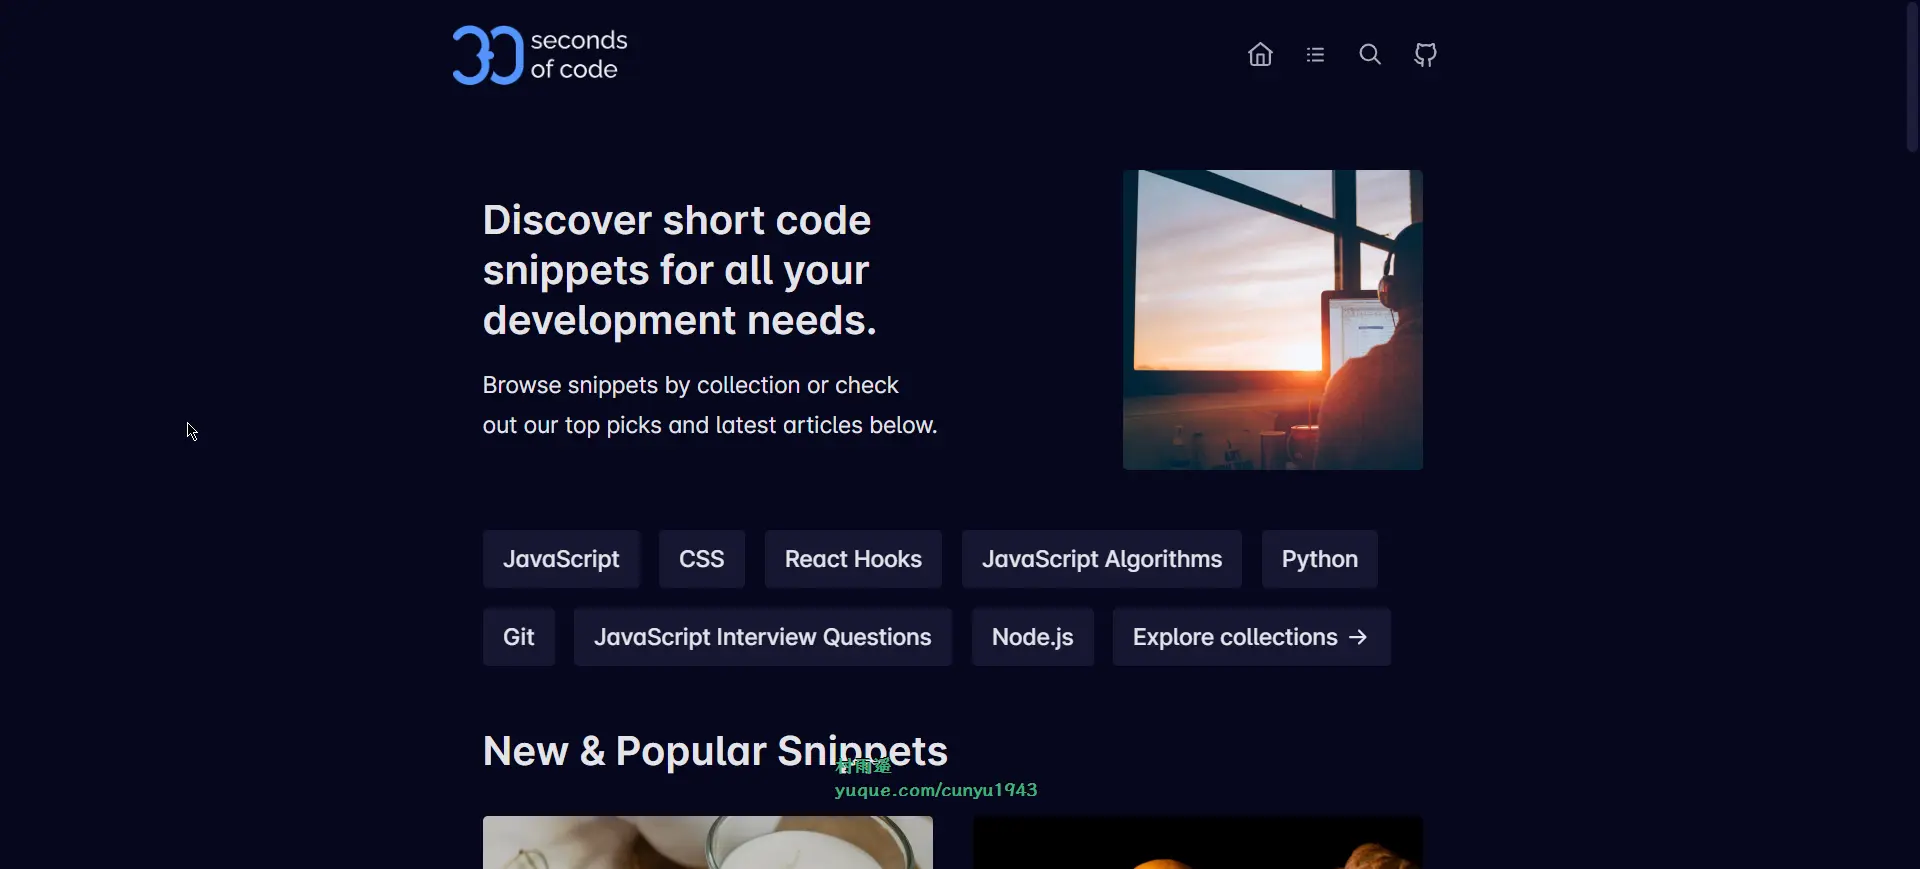 30 seconds
of code
Discover short code
snippets for all your
development needs.
Browse snippets by collection or check
out our top picks and latest articles below.
JavaScript
CSS
React Hooks
JavaScript Algorithms
Python
Git
JavaScript Interview Questions
Node.js
Explore collections →
New & Popular Snippets
村雨遥
yuque.com/cunyu1943